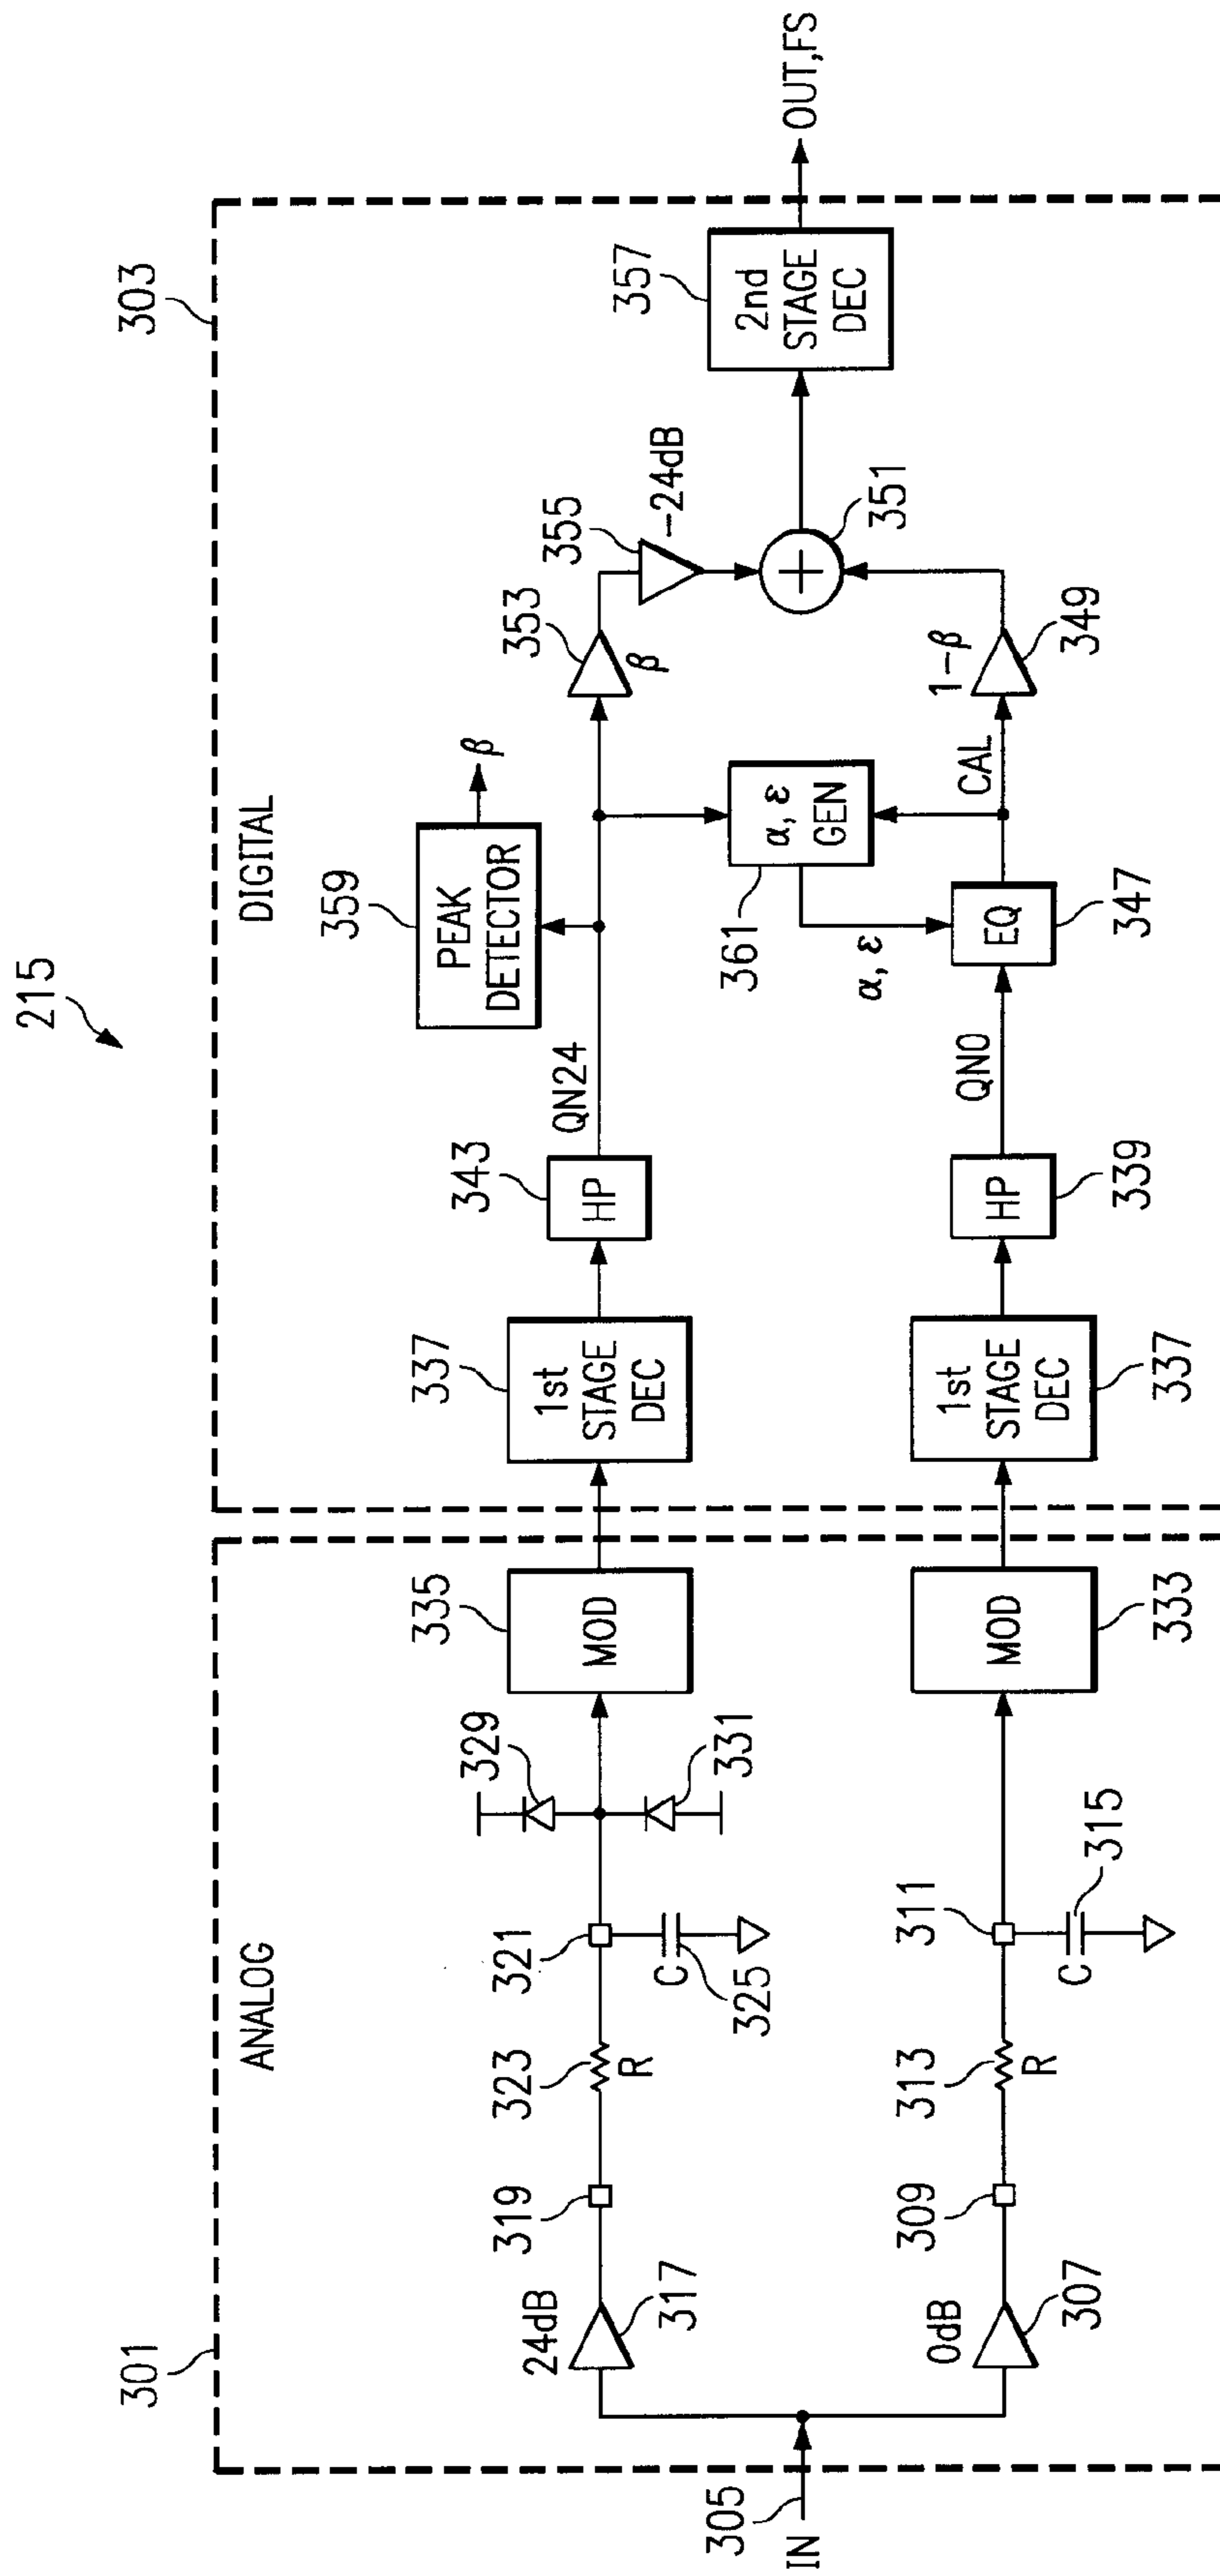 215
301
303
ANALOG
DIGITAL
305
IN
24dB
317
319
323
R
321
C
325
329
331
335
MOD
337
1st
STAGE
DEC
343
HP
QN24
359
PEAK
DETECTOR
β
353
β
355
-24dB
361
α, ε
GEN
α, ε
0dB
307
309
313
R
311
C
315
MOD
333
1st
STAGE
DEC
337
HP
339
QN0
EQ
347
CAL
1-β
349
351
357
2nd
STAGE
DEC
OUT,FS